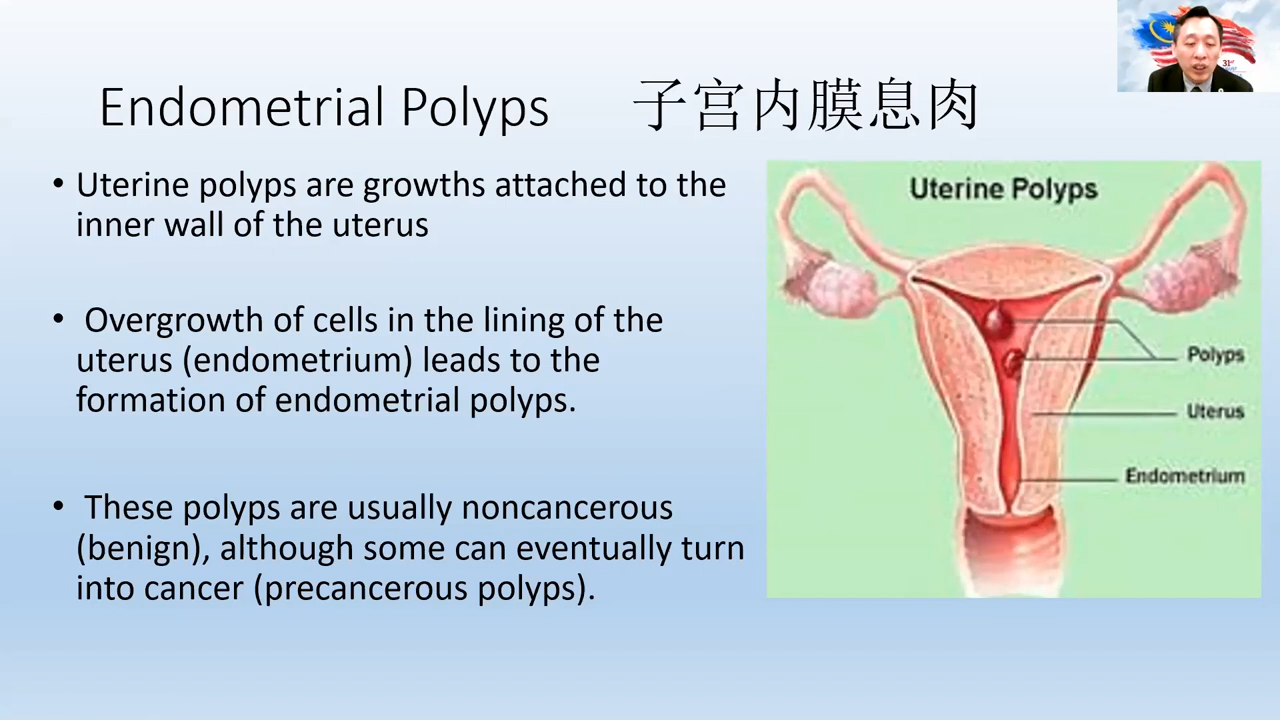 Endometrial Polyps 子宫内膜息肉
• Uterine polyps are growths attached to the
inner wall of the uterus
• Overgrowth of cells in the lining of the
uterus (endometrium) leads to the
formation of endometrial polyps.
• These polyps are usually noncancerous
(benign), although some can eventually turn
into cancer (precancerous polyps).
Uterine Polyps
Polyps
Uterus
Endometrium
31st